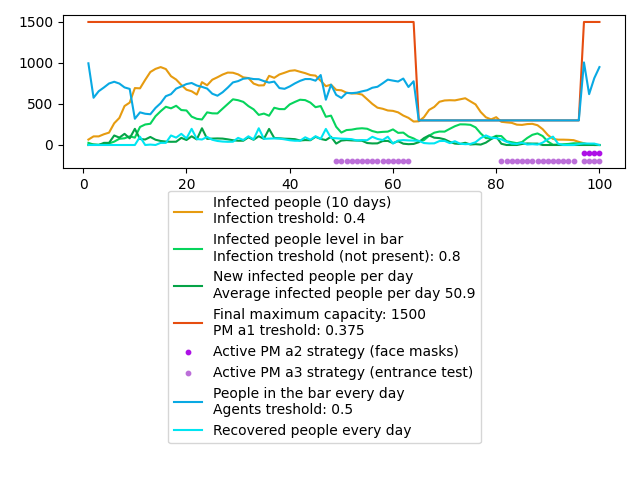 1500
1000
500
0
0
20
40
60
80
100
Infected people (10 days)
Infection treshold: 0.4
Infected people level in bar
Infection treshold (not present): 0.8
New infected people per day
Average infected people per day 50.9
Final maximum capacity: 1500
PM a1 treshold: 0.375
Active PM a2 strategy (face masks)
Active PM a3 strategy (entrance test)
People in the bar every day
Agents treshold: 0.5
Recovered people every day